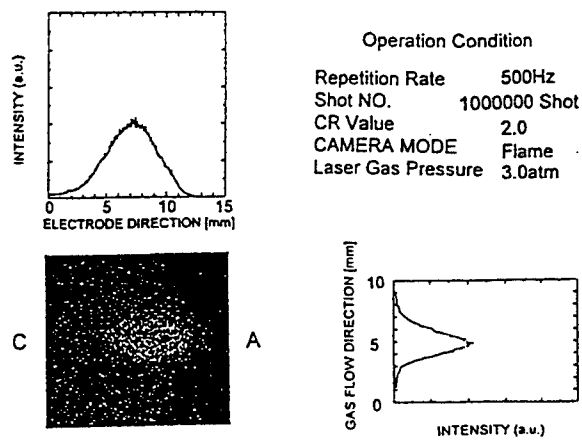 INTENSITY (a.u.)
0 5 10 15
ELECTRODE DIRECTION [mm]
Operation Condition
Repetition Rate 500Hz
Shot NO. 1000000 Shot
CR Value 2.0
CAMERA MODE Flame
Laser Gas Pressure 3.0atm
C A
GAS FLOW DIRECTION [mm]
10
5
0
INTENSITY (a.u.)